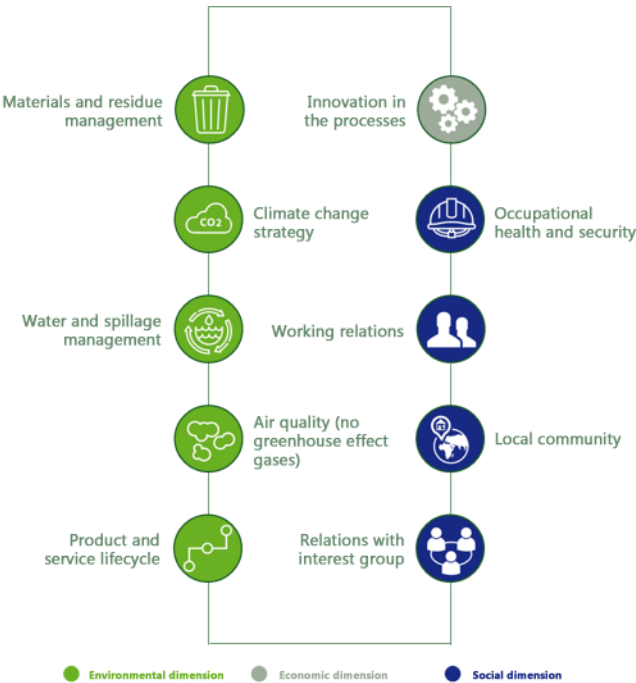 Materials and residue
management
Innovation in
the processes
CO2
Climate change
strategy
Occupational
health and security
Water and spillage
management
Working relations
Air quality (no
greenhouse effect
gases)
Local community
Product and
service lifecycle
Relations with
interest group
Environmental dimension
Economic dimension
Social dimension